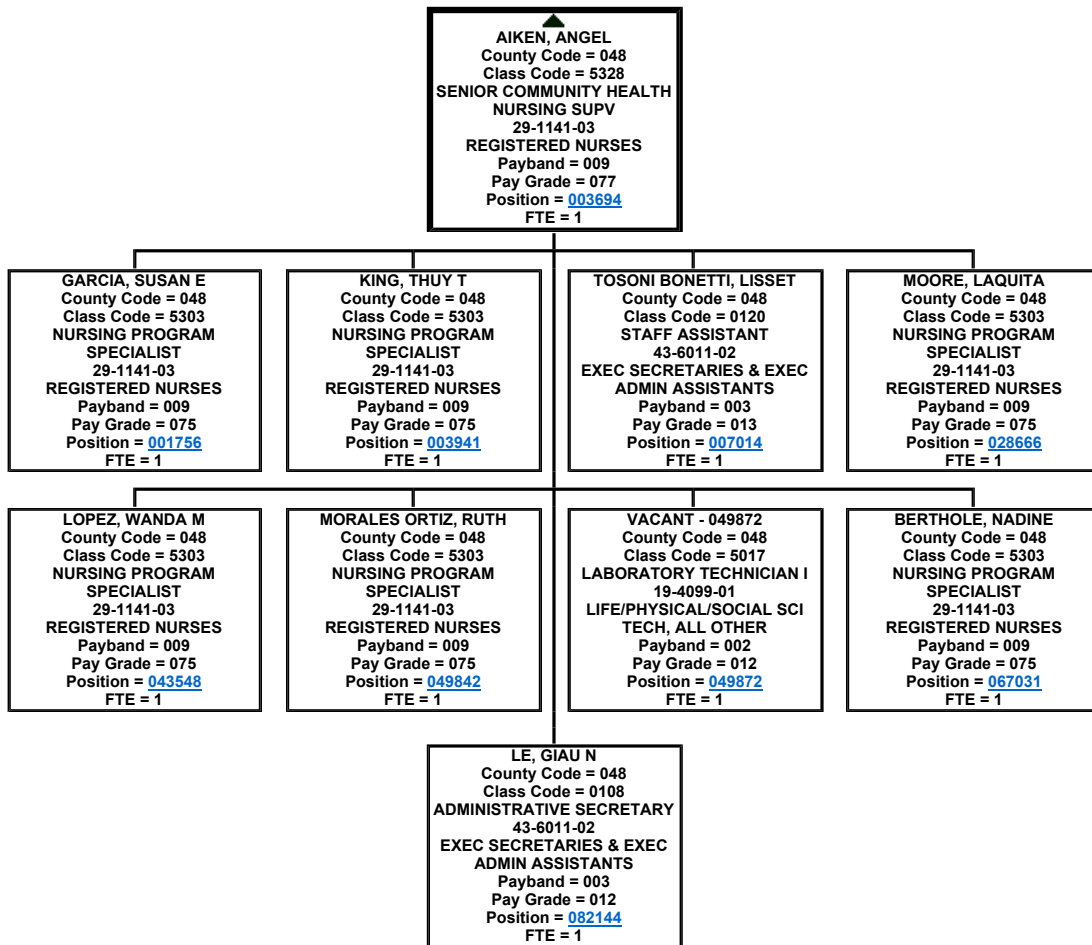 AIKEN, ANGEL
County Code = 048
Class Code = 5328
SENIOR COMMUNITY HEALTH
NURSING SUPV
29-1141-03
REGISTERED NURSES
Payband = 009
Pay Grade = 077
Position = 003694
FTE = 1
GARCIA, SUSAN E
County Code = 048
Class Code = 5303
NURSING PROGRAM
SPECIALIST
29-1141-03
REGISTERED NURSES
Payband = 009
Pay Grade = 075
Position = 001756
FTE = 1
KING, THUY T
County Code = 048
Class Code = 5303
NURSING PROGRAM
SPECIALIST
29-1141-03
REGISTERED NURSES
Payband = 009
Pay Grade = 075
Position = 003941
FTE = 1
TOSONI BONETTI, LISSET
County Code = 048
Class Code = 0120
STAFF ASSISTANT
43-6011-02
EXEC SECRETARIES & EXEC
ADMIN ASSISTANTS
Payband = 003
Pay Grade = 013
Position = 007014
FTE = 1
MOORE, LAQUITA
County Code = 048
Class Code = 5303
NURSING PROGRAM
SPECIALIST
29-1141-03
REGISTERED NURSES
Payband = 009
Pay Grade = 075
Position = 028666
FTE = 1
LOPEZ, WANDA M
County Code = 048
Class Code = 5303
NURSING PROGRAM
SPECIALIST
29-1141-03
REGISTERED NURSES
Payband = 009
Pay Grade = 075
Position = 043548
FTE = 1
MORALES ORTIZ, RUTH
County Code = 048
Class Code = 5303
NURSING PROGRAM
SPECIALIST
29-1141-03
REGISTERED NURSES
Payband = 009
Pay Grade = 075
Position = 049842
FTE = 1
VACANT - 049872
County Code = 048
Class Code = 5017
LABORATORY TECHNICIAN I
19-4099-01
LIFE/PHYSICAL/SOCIAL SCI
TECH, ALL OTHER
Payband = 002
Pay Grade = 012
Position = 049872
FTE = 1
BERTHOLE, NADINE
County Code = 048
Class Code = 5303
NURSING PROGRAM
SPECIALIST
29-1141-03
REGISTERED NURSES
Payband = 009
Pay Grade = 075
Position = 067031
FTE = 1
LE, GIAU N
County Code = 048
Class Code = 0108
ADMINISTRATIVE SECRETARY
43-6011-02
EXEC SECRETARIES & EXEC
ADMIN ASSISTANTS
Payband = 003
Pay Grade = 012
Position = 082144
FTE = 1